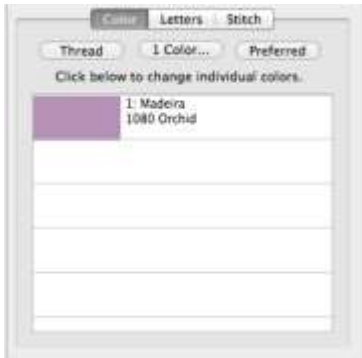 Color Letters Stitch
Thread 1 Color... Preferred
Click below to change individual colors.
1: Madeira
1080 Orchid